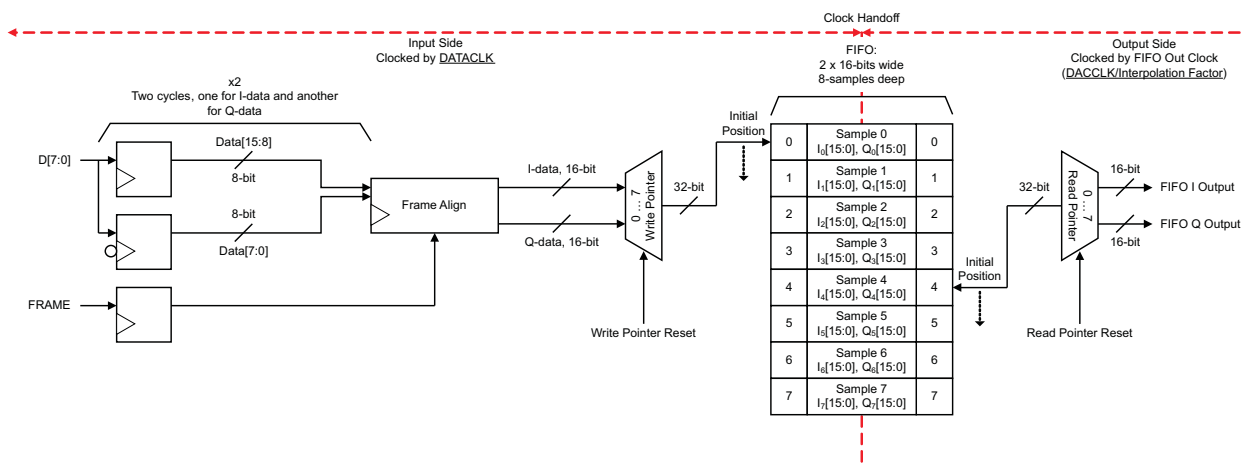 Clock Handoff
Input Side
Clocked by DATACLK
FIFO:
2 x 16-bits wide
8-samples deep
Output Side
Clocked by FIFO Out Clock
(DACCLK/Interpolation Factor)
x2
Two cycles, one for I-data and another
for Q-data
D[7:0]
Data[15:8]
8-bit
8-bit
Data[7:0]
FRAME
Frame Align
I-data, 16-bit
Q-data, 16-bit
0 ... 7
Write Pointer
32-bit
Write Pointer Reset
Initial
Position
0
Sample 0
I0[15:0], Q0[15:0]
0
1
Sample 1
I1[15:0], Q1[15:0]
1
2
Sample 2
I2[15:0], Q2[15:0]
2
3
Sample 3
I3[15:0], Q3[15:0]
3
4
Sample 4
I4[15:0], Q4[15:0]
4
5
Sample 5
I5[15:0], Q5[15:0]
5
6
Sample 6
I6[15:0], Q6[15:0]
6
7
Sample 7
I7[15:0], Q7[15:0]
7
Initial
Position
32-bit
0 ... 7
Read Pointer
Read Pointer Reset
16-bit
FIFO I Output
FIFO Q Output
16-bit